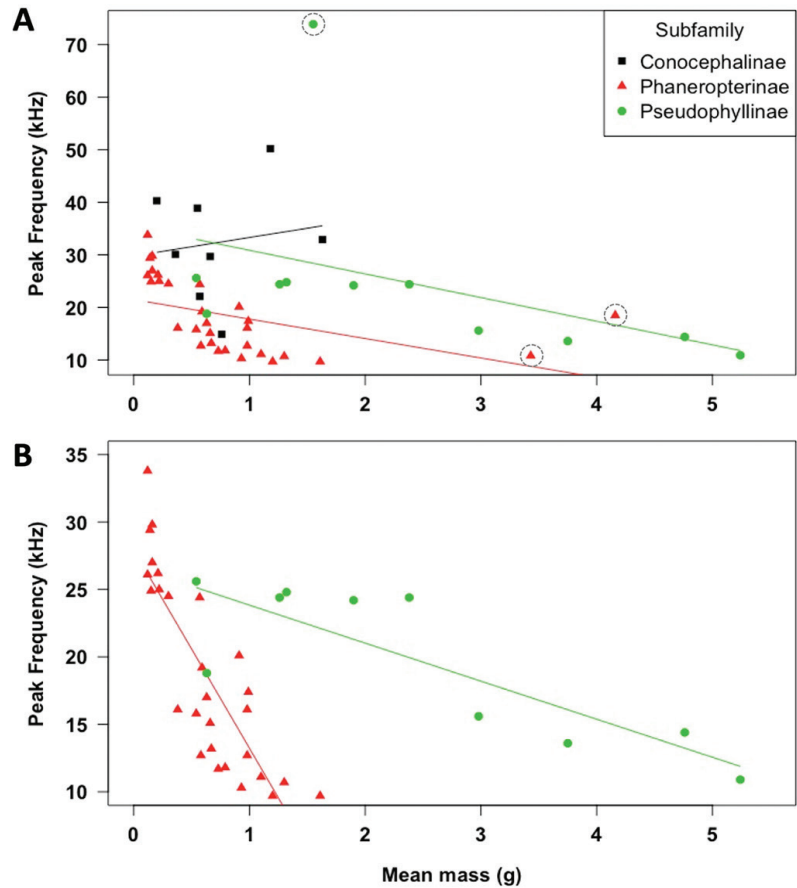 A
Subfamily
Conocephalinae
Phaneropterinae
Pseudophyllinae
Peak Frequency (kHz)
70
60
50
40
30
20
10
0 1 2 3 4 5
B
Peak Frequency (kHz)
35
30
25
20
15
10
0 1 2 3 4 5
Mean mass (g)